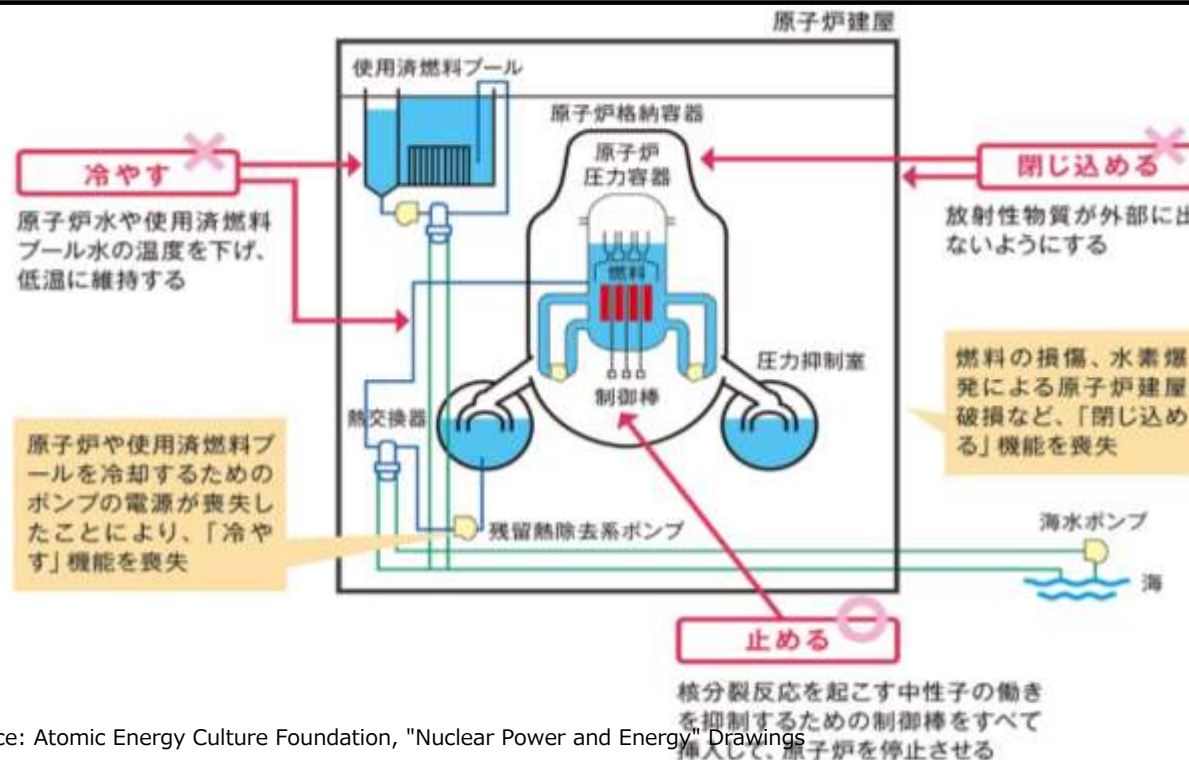 原子炉建屋
使用済燃料プール
原子炉格納容器
原子炉
圧力容器
冷やす
閉じ込める
原子炉水や使用済燃料
プール水の温度を下げ、
低温に維持する
放射性物質が外部に出
ないようにする
燃料
圧力抑制室
制御棒
熱交換器
燃料の損傷、水素爆
発による原子炉建屋
破損など、「閉じ込め
る」機能を喪失
原子炉や使用済燃料プ
ールを冷却するための
ポンプの電源が喪失し
たことにより、「冷や
す」機能を喪失
残留熱除去系ポンプ
海水ポンプ
海
止める
核分裂反応を起こす中性子の働き
を抑制するための制御棒をすべて
挿入して、原子炉を停止させる
ce: Atomic Energy Culture Foundation, "Nuclear Power and Energy" Drawings